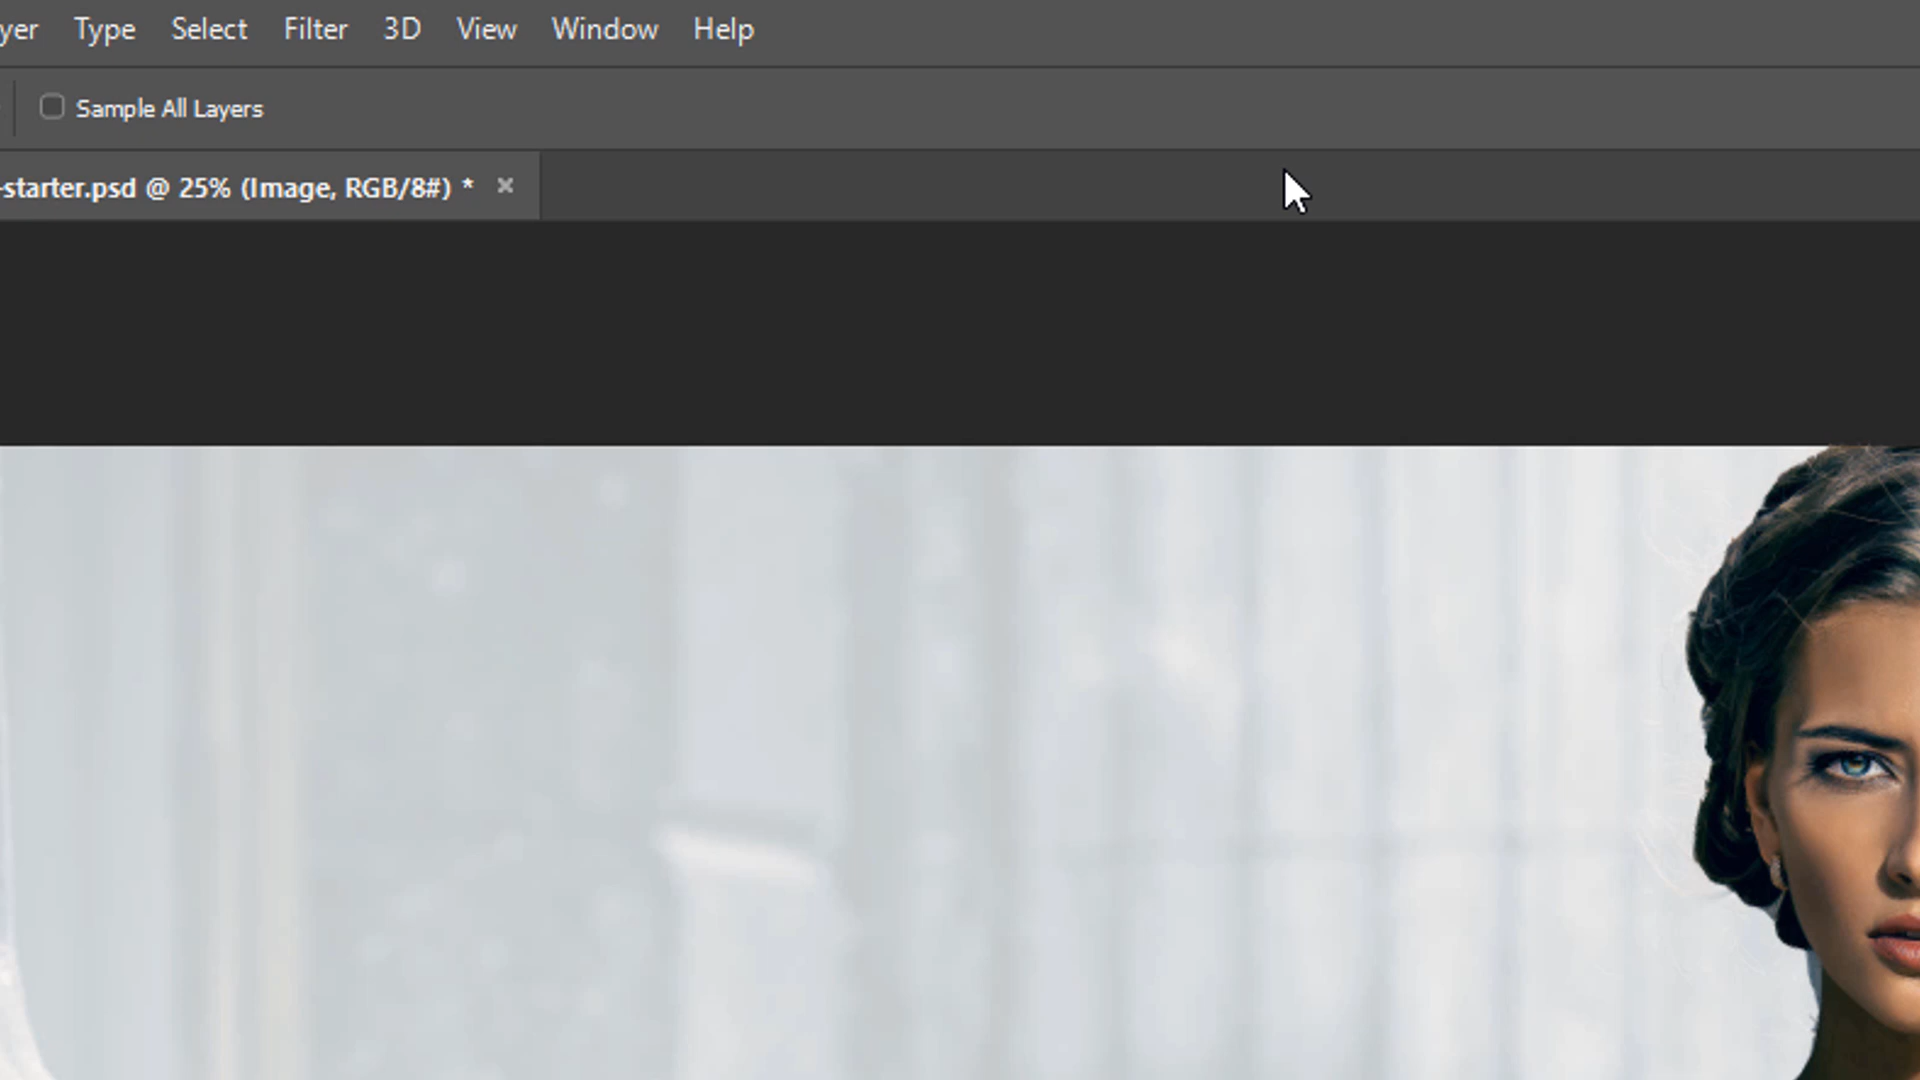 yer Type Select Filter 3D View Window Help
Sample All Layers
-starter.psd @ 25% (Image, RGB/8#) *